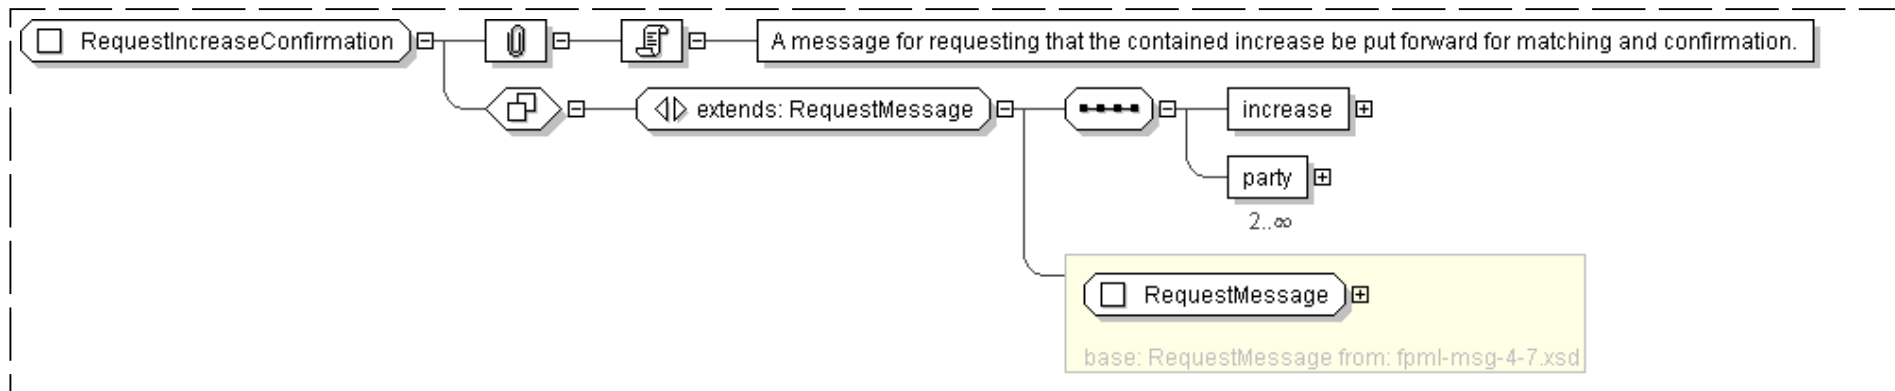 RequestIncreaseConfirmation
A message for requesting that the contained increase be put forward for matching and confirmation.
extends: RequestMessage
increase
party
2..∞
RequestMessage
base: RequestMessage from: fpml-msg-4-7.xsd